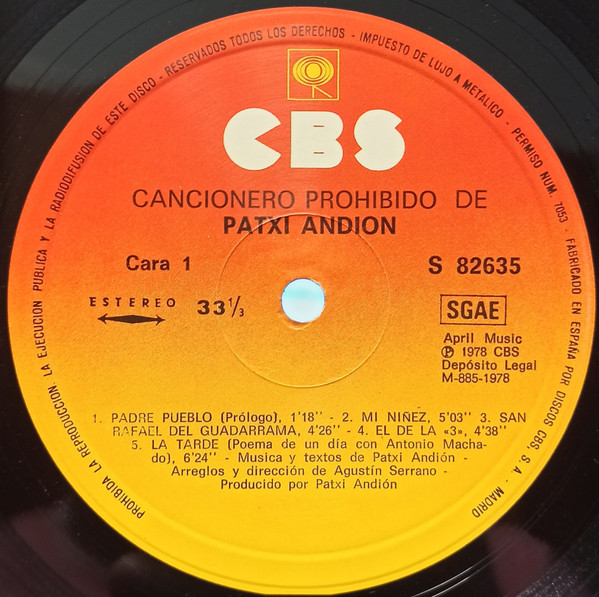 PROHIBIDA LA REPRODUCCION, LA EJECUCION PUBLICA Y LA RADIODIFUSION DE ESTE DISCO - RESERVADOS TODOS LOS DERECHOS - IMPUESTO DE LUJO A METALICO - PERMISO NUM. 7053 - FABRICADO EN ESPAÑA POR DISCOS CBS, S. A. - MADRID
CBS
CANCIONERO PROHIBIDO DE
PATXI ANDION
Cara 1
S 82635
ESTEREO 33 1/3
SGAE
April Music
Ⓟ 1978 CBS
Depósito Legal
M-885-1978
1. PADRE PUEBLO (Prólogo), 1'18'' - 2. MI NIÑEZ, 5'03'' 3. SAN
RAFAEL DEL GUADARRAMA, 4'26'' - 4. EL DE LA «3», 4'38''
5. LA TARDE (Poema de un día con Antonio Macha-
do), 6'24'' - Musica y textos de Patxi Andión -
Arreglos y dirección de Agustín Serrano -
Producido por Patxi Andión